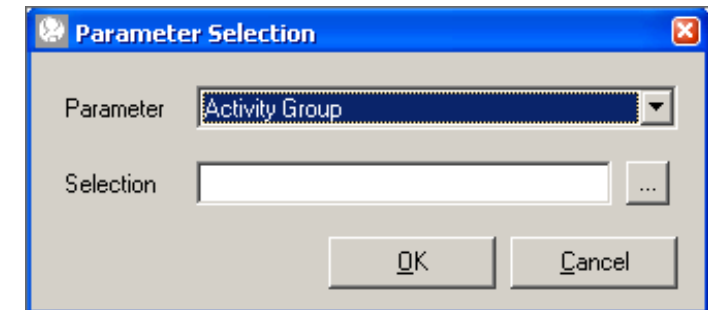 Parameter Selection
Parameter Activity Group
Selection ...
OK Cancel